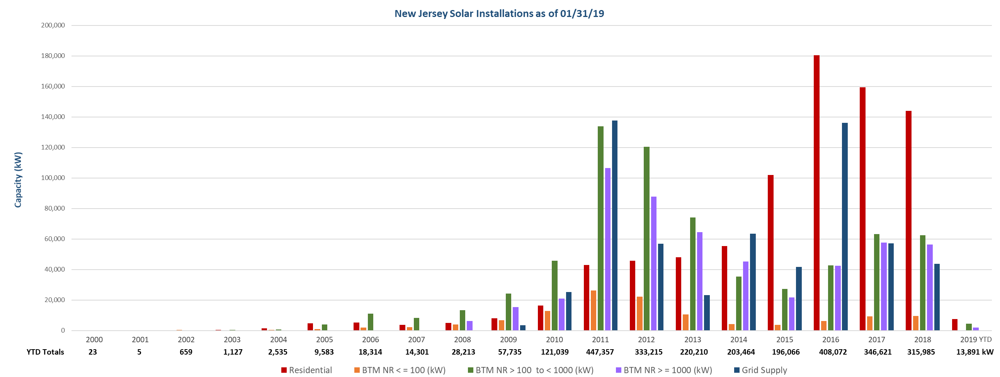 New Jersey Solar Installations as of 01/31/19
200,000
180,000
160,000
140,000
120,000
100,000
80,000
60,000
40,000
20,000
0
Capacity (kW)
2000 2001 2002 2003 2004 2005 2006 2007 2008 2009 2010 2011 2012 2013 2014 2015 2016 2017 2018 2019 YTD
YTD Totals 23 5 659 1,127 2,535 9,583 18,314 14,301 28,213 57,735 121,039 447,357 333,215 220,210 203,464 196,066 408,072 346,621 315,985 13,891 kW
Residential BTM NR < = 100 (kW) BTM NR > 100 to < 1000 (kW) BTM NR > = 1000 (kW) Grid Supply